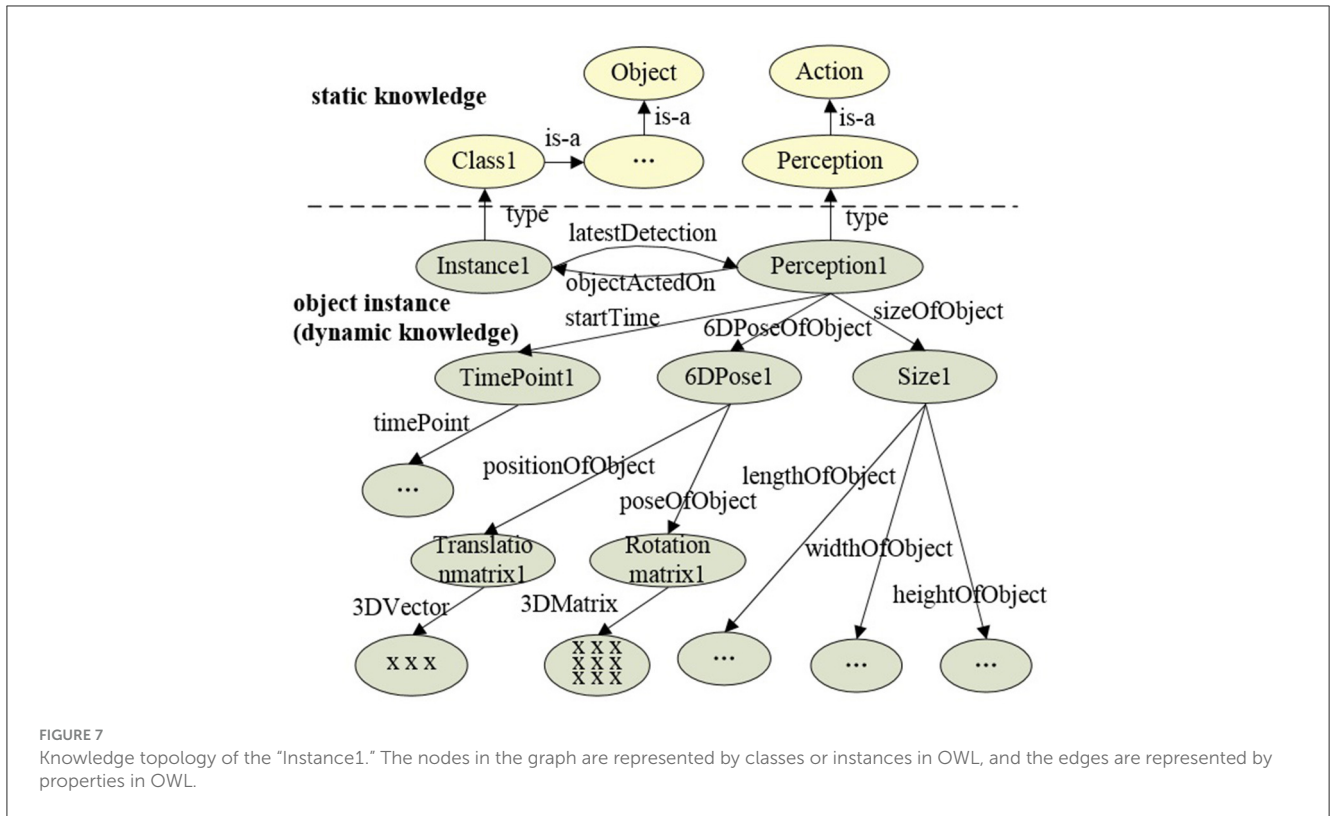 Object
Action
static knowledge
is-a
is-a
is-a
Class1
...
Perception
type
type
latestDetection
Instance1
Perception1
objectActedOn
object instance
(dynamic knowledge)
startTime
6DPoseOfObject
sizeOfObject
TimePoint1
6DPose1
Size1
timePoint
...
positionOfObject
lengthOfObject
poseOfObject
Translatio
nmatrix1
Rotation
matrix1
widthOfObject
3DVector
3DMatrix
heightOfObject
x x x
x x x
x x x
x x x
...
...
...
FIGURE 7
Knowledge topology of the "Instance1." The nodes in the graph are represented by classes or instances in OWL, and the edges are represented by
properties in OWL.